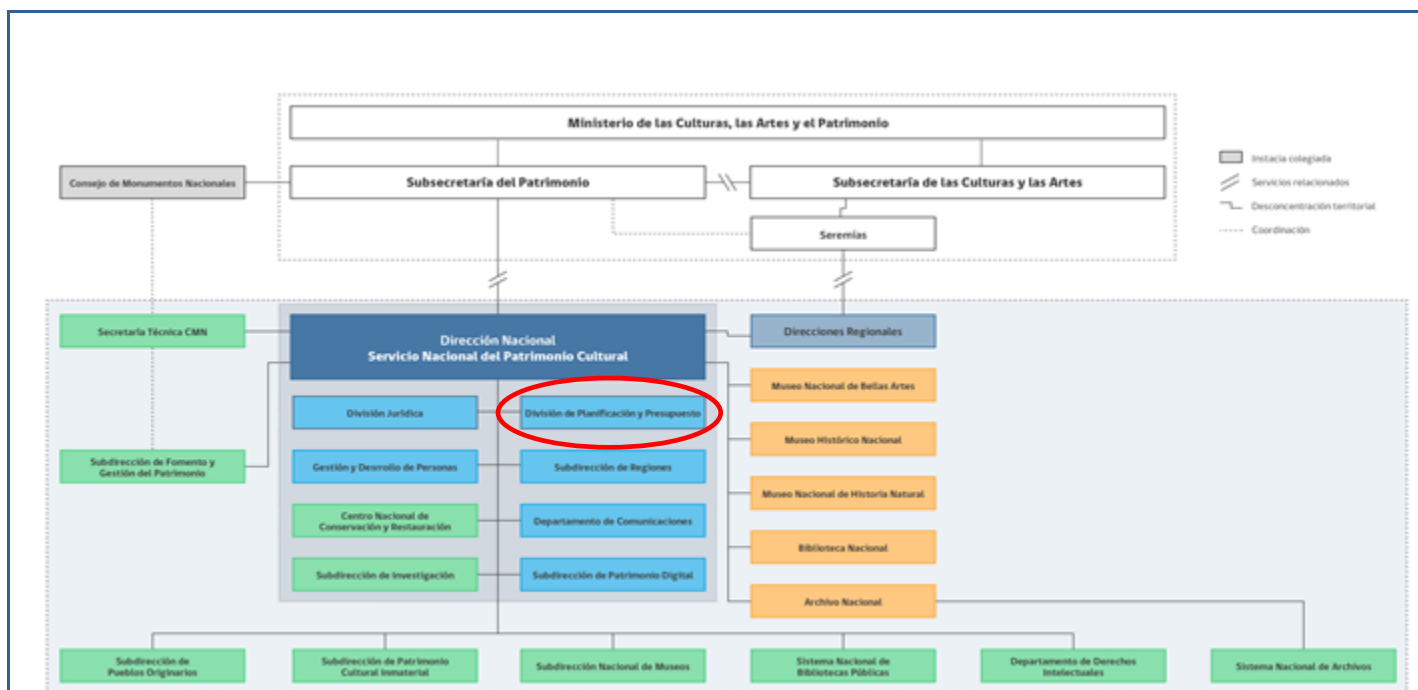 Ministerio de las Culturas, las Artes y el Patrimonio
Consejo de Monumentos Nacionales
Subsecretaría del Patrimonio
Subsecretaría de las Culturas y las Artes
Seremías
Instacia colegiada
Servicios relacionados
Desconcentración territorial
Coordinación
Secretaría Técnica CMN
Dirección Nacional
Servicio Nacional del Patrimonio Cultural
Direcciones Regionales
Museo Nacional de Bellas Artes
División Jurídica
División de Planificación y Presupuesto
Museo Histórico Nacional
Subdirección de Fomento y
Gestión del Patrimonio
Gestión y Desrrollo de Personas
Subdirección de Regiones
Museo Nacional de Historia Natural
Centro Nacional de
Conservación y Restauración
Departamento de Comunicaciones
Biblioteca Nacional
Subdirección de Investigación
Subdirección de Patrimonio Digital
Archivo Nacional
Subdirección de
Pueblos Originarios
Subdirección de Patrimonio
Cultural Inmaterial
Subdirección Nacional de Museos
Sistema Nacional de
Bibliotecas Públicas
Departamento de Derechos
Intelectuales
Sistema Nacional de Archivos